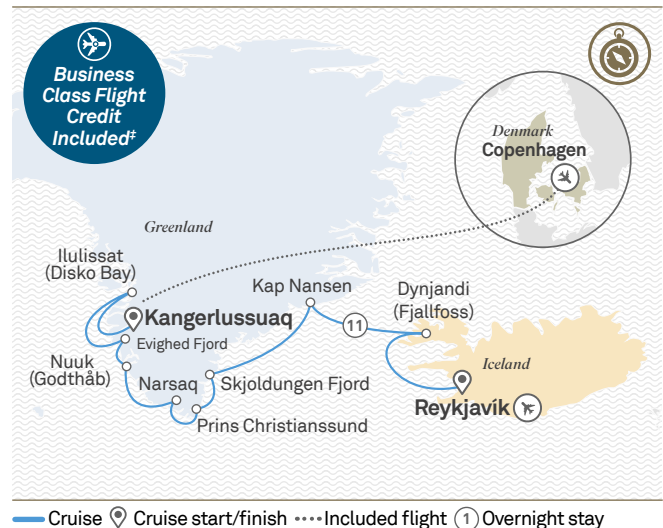 Business
Class Flight
Credit
Included‡
Denmark
Copenhagen
Greenland
Ilulissat
(Disko Bay)
Kap Nansen
Dynjandi
(Fjallfoss)
Kangerlussuaq
11
Evighed Fjord
Nuuk
(Godthåb)
Narsaq
Skjoldungen Fjord
Iceland
Reykjavík
Prins Christianssund
Cruise Cruise start/finish Included flight 1 Overnight stay